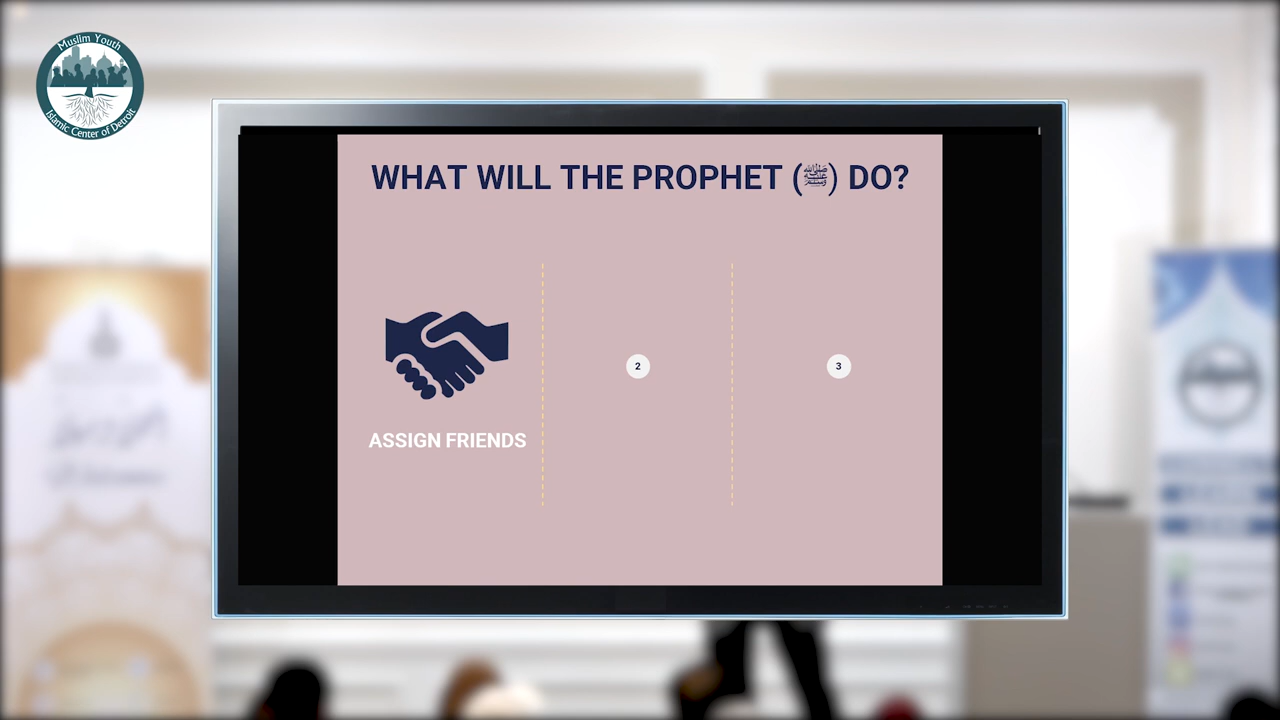 Muslim Youth
Islamic Center of Detroit
WHAT WILL THE PROPHET (ﷺ) DO?
2
3
ASSIGN FRIENDS